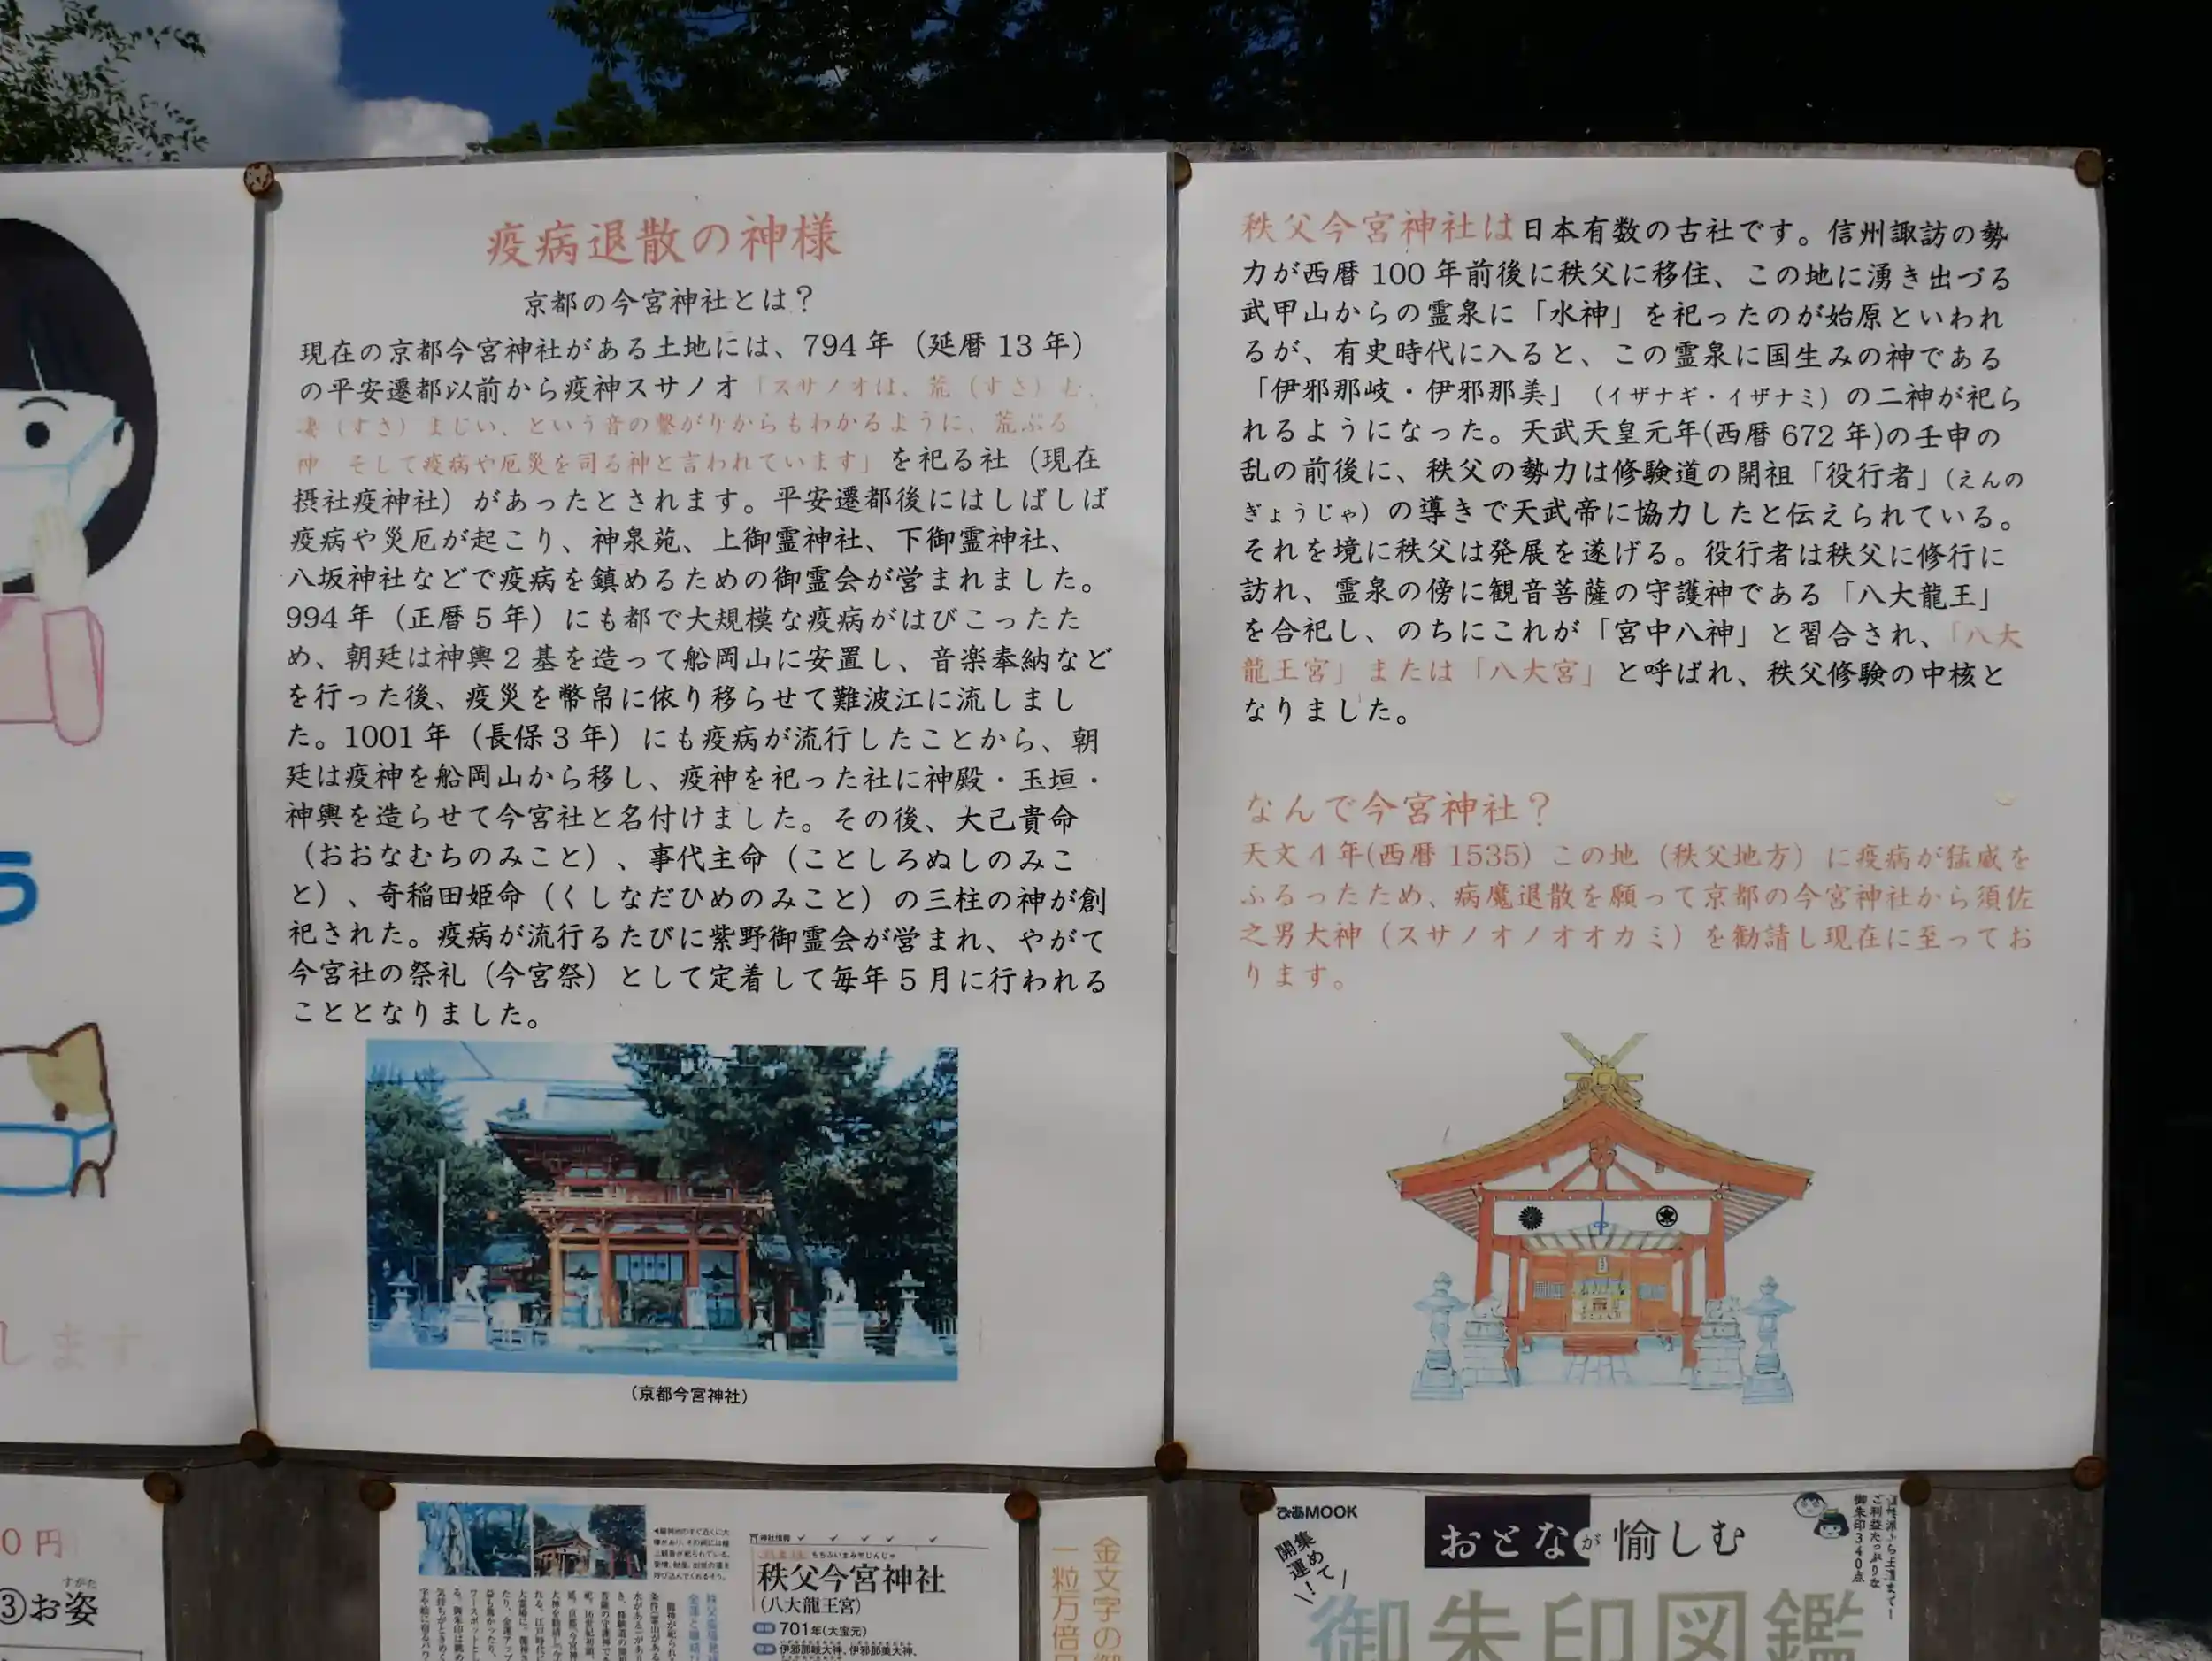 疫病退散の神様
京都の今宮神社とは？
現在の京都今宮神社がある土地には、794年（延暦13年）
の平安遷都以前から疫神スサノオ「スサノオは、荒（すさ）む、
凄（すさ）まじい、という音の繋がりからもわかるように、荒ぶる
神　そして疫病や厄災を司る神と言われています」を祀る社（現在
摂社疫神社）があったとされます。平安遷都後にはしばしば
疫病や災厄が起こり、神泉苑、上御霊神社、下御霊神社、
八坂神社などで疫病を鎮めるための御霊会が営まれました。
994年（正暦5年）にも都で大規模な疫病がはびこったた
め、朝廷は神輿2基を造って船岡山に安置し、音楽奉納など
を行った後、疫災を幣帛に依り移らせて難波江に流しまし
た。1001年（長保3年）にも疫病が流行したことから、朝
廷は疫神を船岡山から移し、疫神を祀った社に神殿・玉垣・
神輿を造らせて今宮社と名付けました。その後、大己貴命
（おおなむちのみこと）、事代主命（ことしろぬしのみこ
と）、奇稲田姫命（くしなだひめのみこと）の三柱の神が創
祀された。疫病が流行るたびに紫野御霊会が営まれ、やがて
今宮社の祭礼（今宮祭）として定着して毎年5月に行われる
こととなりました。
（京都今宮神社）
秩父今宮神社は日本有数の古社です。信州諏訪の勢
力が西暦100年前後に秩父に移住、この地に湧き出づる
武甲山からの霊泉に「水神」を祀ったのが始原といわれ
るが、有史時代に入ると、この霊泉に国生みの神である
「伊邪那岐・伊邪那美」（イザナギ・イザナミ）の二神が祀ら
れるようになった。天武天皇元年(西暦672年)の壬申の
乱の前後に、秩父の勢力は修験道の開祖「役行者」（えんの
ぎょうじゃ）の導きで天武帝に協力したと伝えられている。
それを境に秩父は発展を遂げる。役行者は秩父に修行に
訪れ、霊泉の傍に観音菩薩の守護神である「八大龍王」
を合祀し、のちにこれが「宮中八神」と習合され、「八大
龍王宮」または「八大宮」と呼ばれ、秩父修験の中核と
なりました。
なんで今宮神社？
天文4年(西暦1535）この地（秩父地方）に疫病が猛威を
ふるったため、病魔退散を願って京都の今宮神社から須佐
之男大神（スサノオノオオカミ）を勧請し現在に至ってお
ります。
う
します
0円
すがた
③お姿
神社情報
ちちぶいまみやじんじゃ
秩父今宮神社
（八大龍王宮）
701年(大宝元)
伊邪那岐大神、伊邪那美大神、
金文字の御
一粒万倍日
ぴあMOOK
集めて
開運！
おとなが愉しむ
御朱印図鑑
御朱印340点